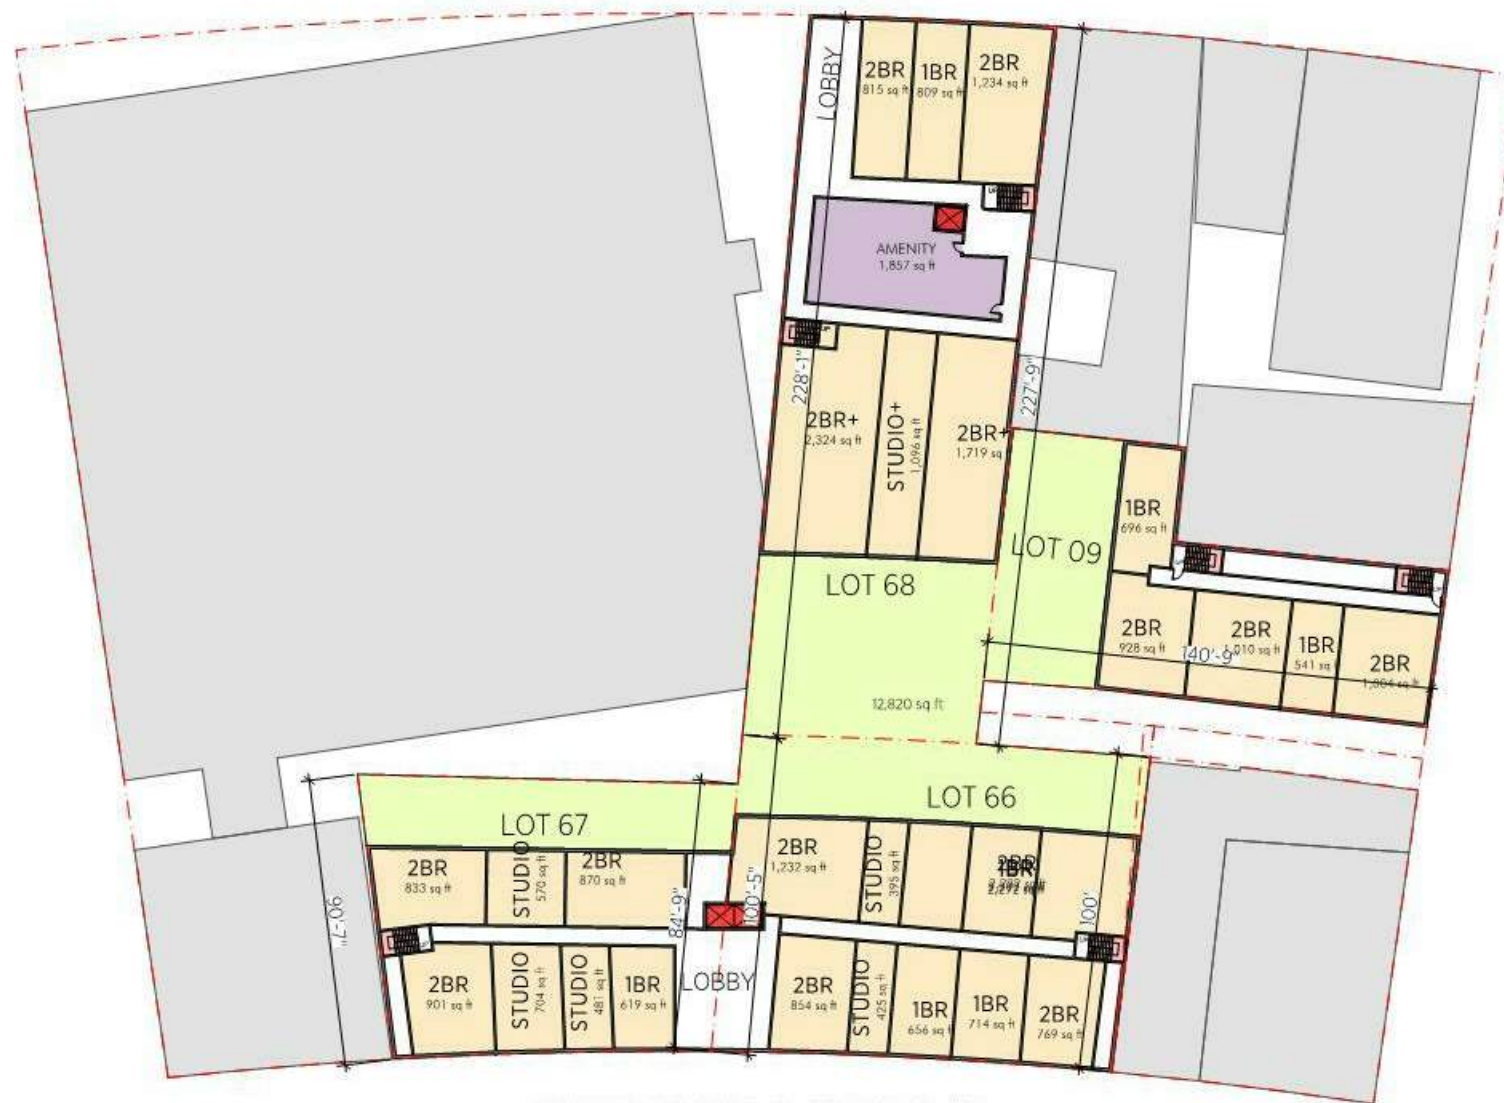 LOBBY
2BR
815 sq ft
1BR
809 sq ft
2BR
1,234 sq ft
AMENITY
1,857 sq ft
228'-1"
227'-9"
2BR+
2,324 sq ft
STUDIO+
1,096 sq ft
2BR+
1,719 sq
LOT 09
1BR
696 sq ft
LOT 68
12,820 sq ft
2BR
928 sq ft
2BR
1,010 sq ft
1BR
541 sq ft
2BR
140'-9"
LOT 66
LOT 67
2BR
833 sq ft
STUDIO
570 sq ft
2BR
870 sq ft
2BR
1,232 sq ft
STUDIO
395 sq ft
90'-7"
84'-9"
100'-5"
100'
2BR
901 sq ft
STUDIO
704 sq ft
STUDIO
481 sq ft
1BR
619 sq ft
LOBBY
2BR
854 sq ft
STUDIO
425 sq ft
1BR
656 sq ft
1BR
714 sq ft
2BR
769 sq ft